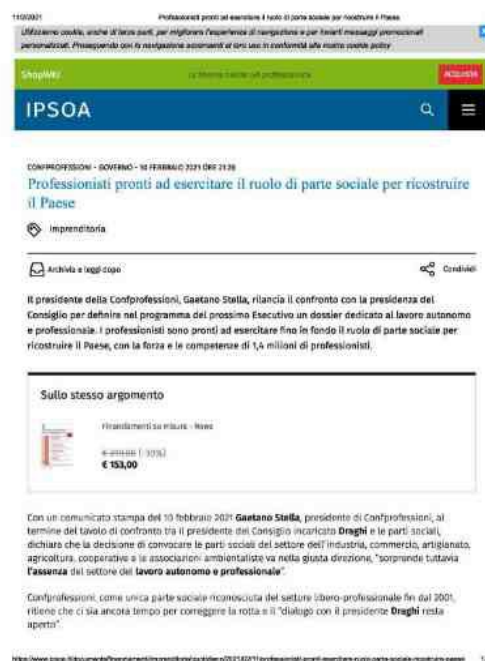 11/2/2021 Professionisti pronti ad esercitare il ruolo di parte sociale per ricostruire il Paese
Utilizziamo cookie, anche di terze parti, per migliorare l'esperienza di navigazione e per fornirti messaggi promozionali
personalizzati. Proseguendo con la navigazione acconsenti al loro uso in conformità alla nostra cookie policy
ShopWKI
ACQUISTA
IPSOA
CONFPROFESSIONI - GOVERNO - 10 FEBBRAIO 2021 ORE 21:26
Professionisti pronti ad esercitare il ruolo di parte sociale per ricostruire
il Paese
Imprenditoria
Archivia e leggi dopo Condividi
Il presidente della Confprofessioni, Gaetano Stella, rilancia il confronto con la presidenza del
Consiglio per definire nel programma del prossimo Esecutivo un dossier dedicato al lavoro autonomo
e professionale. I professionisti sono pronti ad esercitare fino in fondo il ruolo di parte sociale per
ricostruire il Paese, con la forza e le competenze di 1,4 milioni di professionisti.
Sullo stesso argomento
Finanziamenti su misura - News
€ 153,00
Con un comunicato stampa del 10 febbraio 2021 Gaetano Stella, presidente di Confprofessioni, al
termine del tavolo di confronto tra il presidente del Consiglio incaricato Draghi e le parti sociali,
dichiara che la decisione di convocare le parti sociali del settore dell'industria, commercio, artigianato,
agricoltura, cooperative e le associazioni ambientaliste va nella giusta direzione, "sorprende tuttavia
l'assenza del settore del lavoro autonomo e professionale".
Confprofessioni, come unica parte sociale riconosciuta del settore libero-professionale fin dal 2001,
ritiene che ci sia ancora tempo per correggere la rotta e il "dialogo con il presidente Draghi resta
aperto".